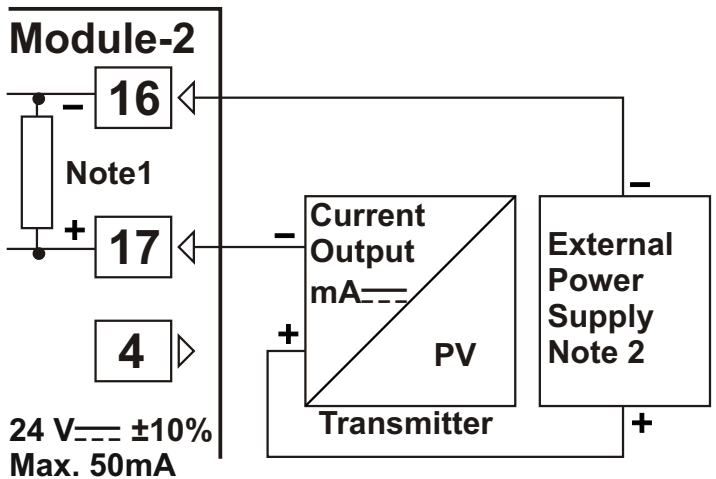 Module-2
16
−
Note1
+
17
4
24 V ±10%
Max. 50mA
−
Current
Output
mA
+
PV
Transmitter
−
External
Power
Supply
Note 2
+